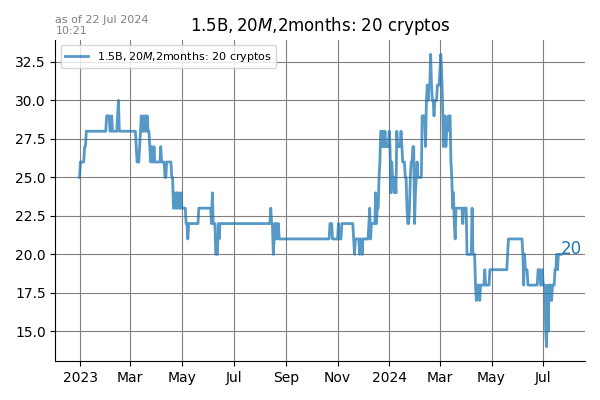 as of 22 Jul 2024
10:21
1.5B, 20M,2months: 20 cryptos
1.5B, 20M,2months: 20 cryptos
32.5
30.0
27.5
25.0
22.5
20.0
17.5
15.0
20
2023 Mar May Jul Sep Nov 2024 Mar May Jul